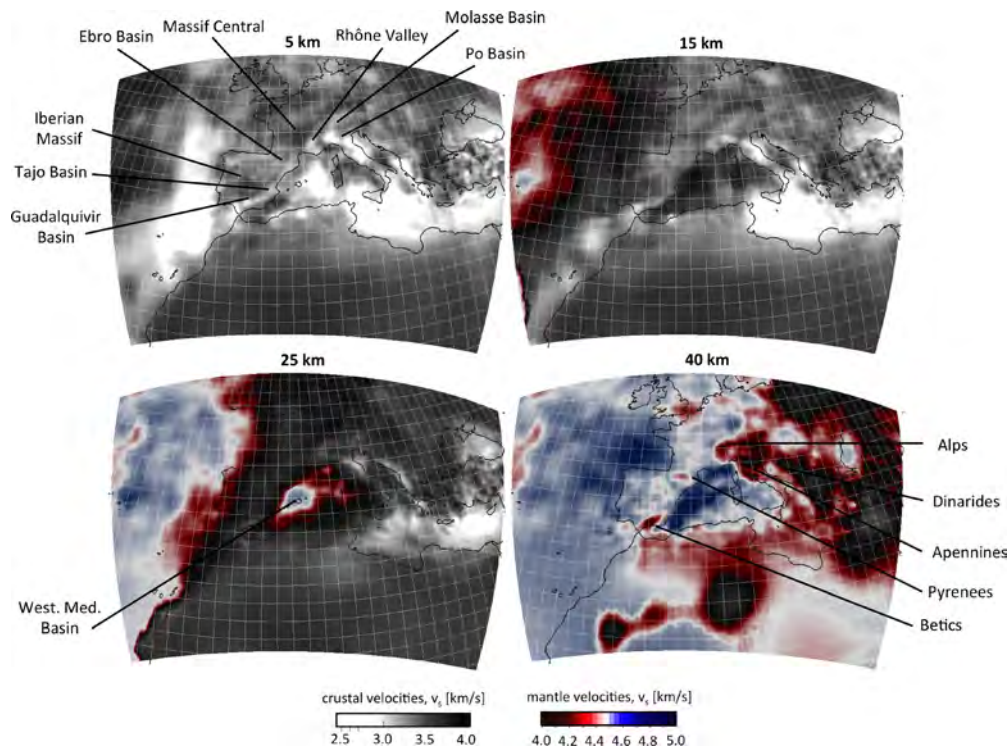 Massif Central
Molasse Basin
Ebro Basin
Rhône Valley
5 km
Po Basin
15 km
Iberian
Massif
Tajo Basin
Guadalquivir
Basin
25 km
40 km
Alps
Dinarides
Apennines
West. Med.
Basin
Pyrenees
Betics
crustal velocities, vs [km/s]
mantle velocities, vs [km/s]
2.5 3.0 3.5 4.0
4.0 4.2 4.4 4.6 4.8 5.0